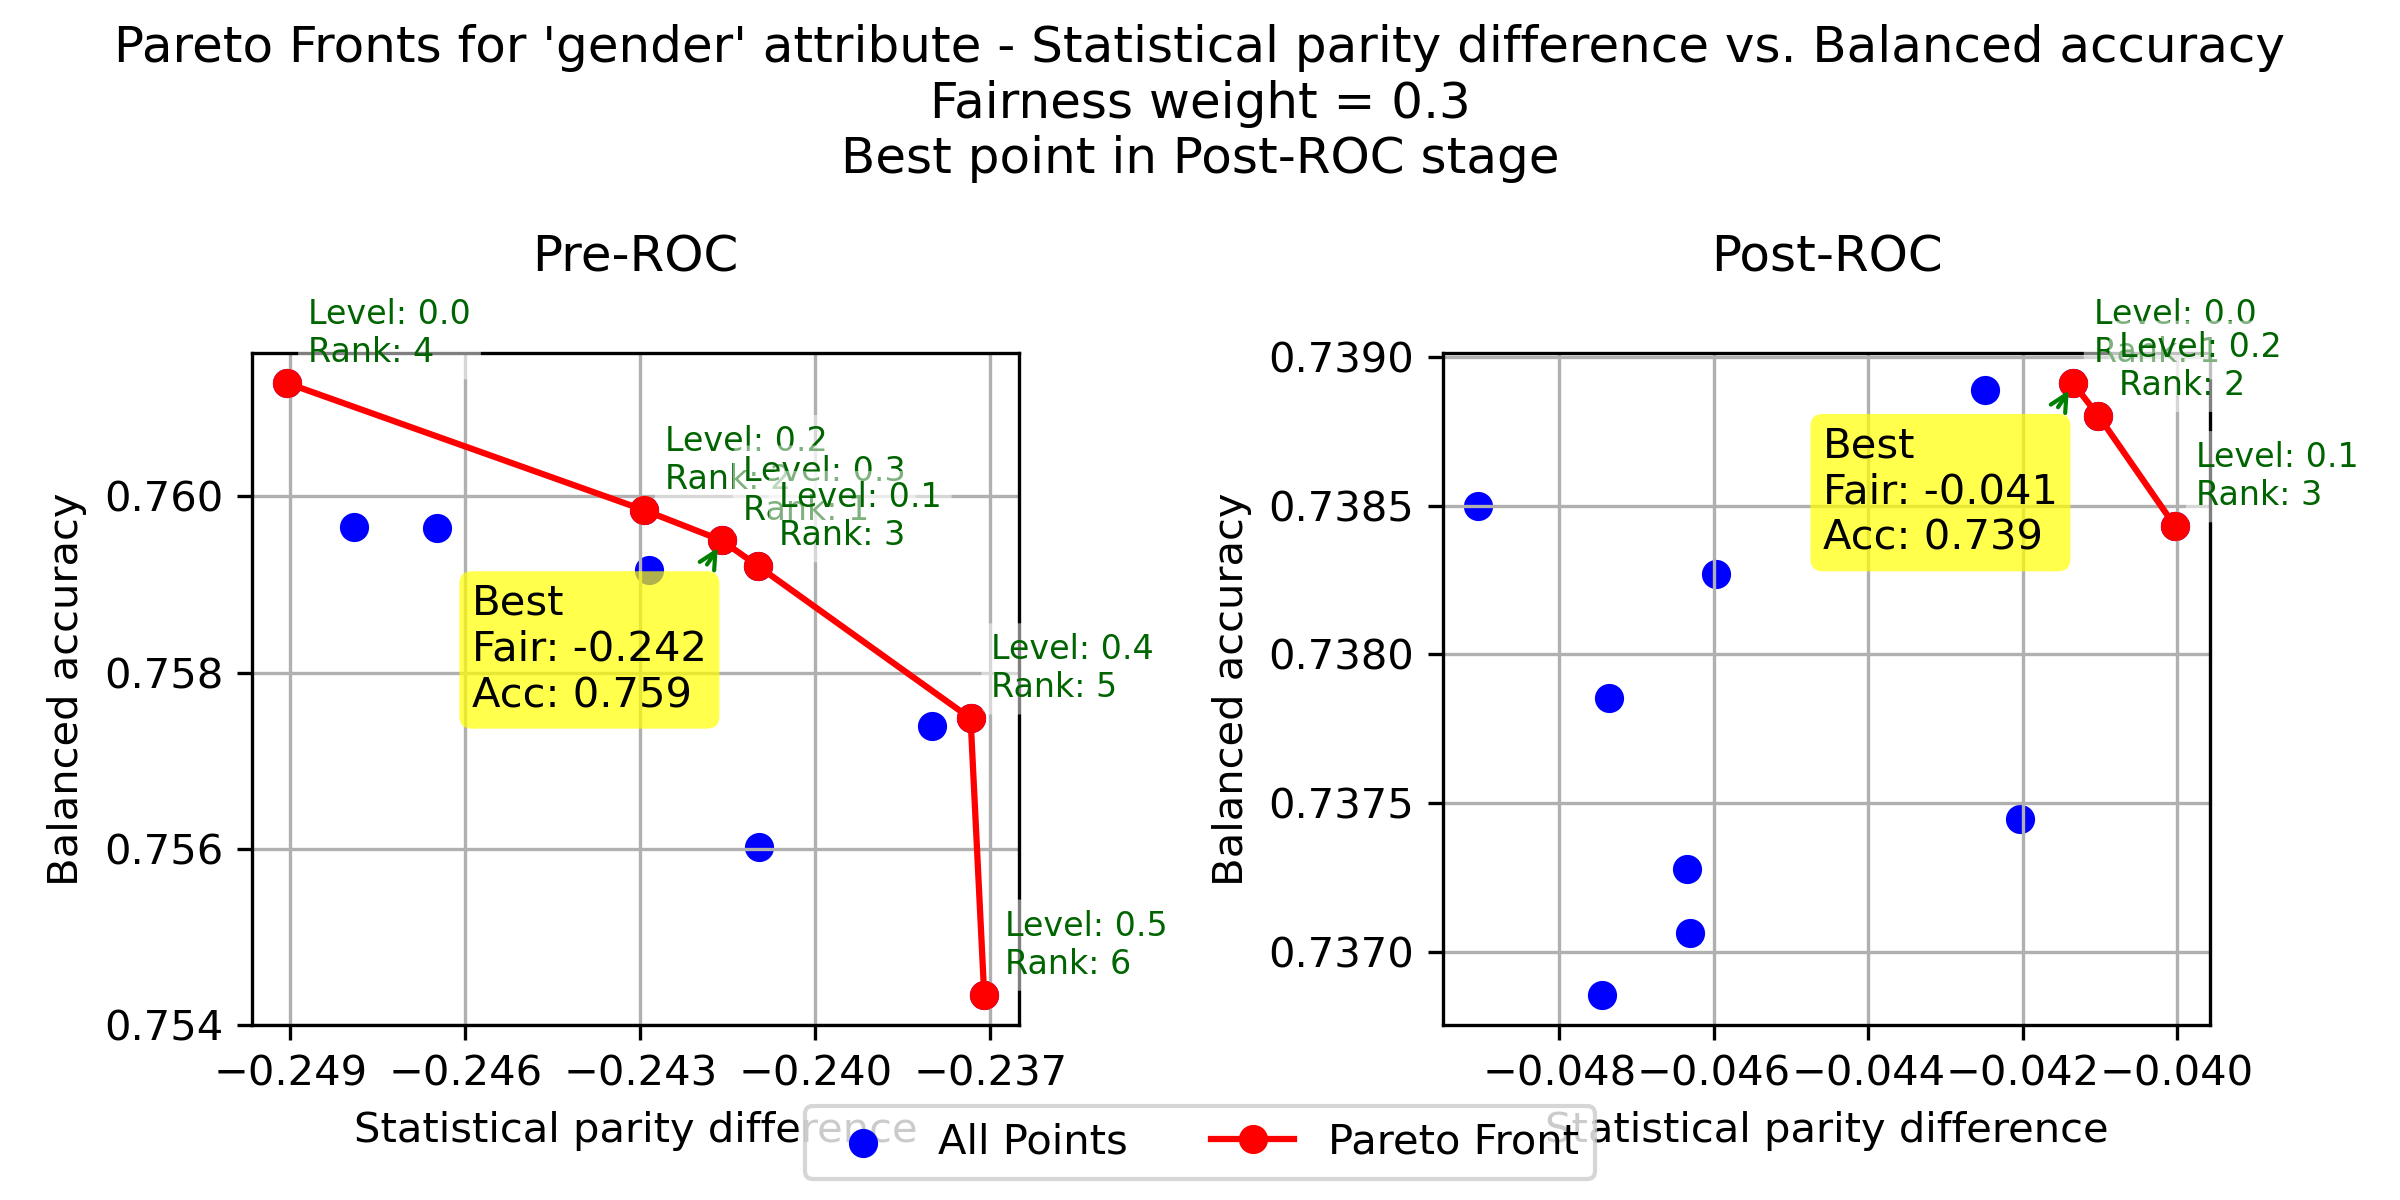 Pareto Fronts for 'gender' attribute - Statistical parity difference vs. Balanced accuracy
Fairness weight = 0.3
Best point in Post-ROC stage
Pre-ROC
Level: 0.0
Rank: 4
Level: 0.2
Rank: 2
Level: 0.3
Rank: 1
Level: 0.1
Rank: 3
Best
Fair: -0.242
Acc: 0.759
Level: 0.4
Rank: 5
Level: 0.5
Rank: 6
Balanced accuracy
0.760
0.758
0.756
0.754
−0.249
−0.246
−0.243
−0.240
−0.237
Statistical parity difference
Post-ROC
Level: 0.0
Rank: 1
Level: 0.2
Rank: 2
Level: 0.1
Rank: 3
Best
Fair: -0.041
Acc: 0.739
Balanced accuracy
0.7390
0.7385
0.7380
0.7375
0.7370
−0.048
−0.046
−0.044
−0.042
−0.040
Statistical parity difference
All Points
Pareto Front